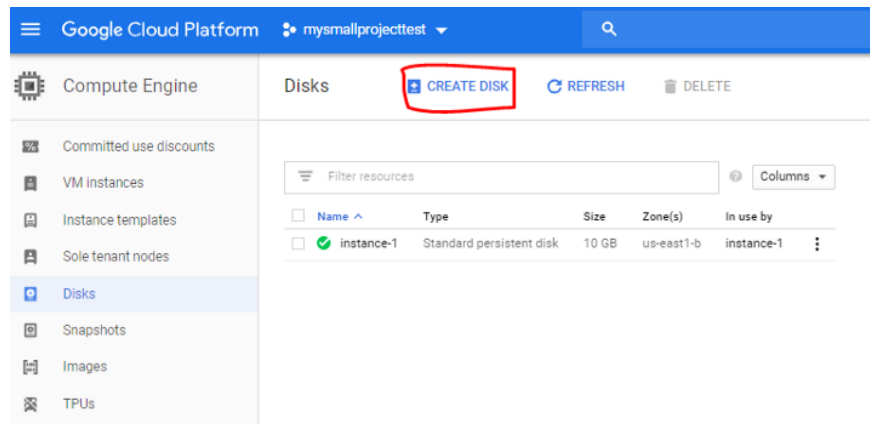 Google Cloud Platform mysmallprojecttest
Compute Engine
Disks CREATE DISK REFRESH DELETE
Committed use discounts
VM instances
Instance templates
Sole tenant nodes
Disks
Snapshots
Images
TPUs
Filter resources Columns
Name Type Size Zone(s) In use by
instance-1 Standard persistent disk 10 GB us-east1-b instance-1